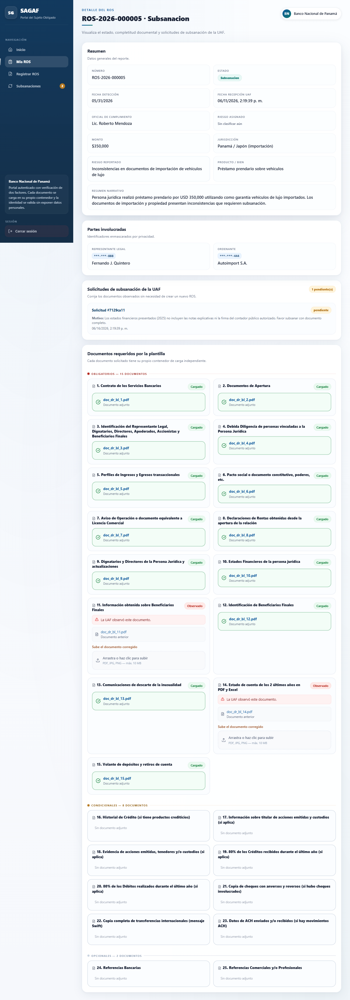 SG
SAGAF
Portal del Sujeto Obligado
NAVEGACIÓN
Inicio
Mis ROS
Registrar ROS
Subsanaciones
2
Banco Nacional de Panamá
Portal autenticado con verificación de
dos factores. Cada documento se
carga en su propio contenedor y la
identidad se valida sin exponer datos
personales.
SESIÓN
Cerrar sesión
DETALLE DEL ROS
ROS-2026-000005 · Subsanacion
Visualiza el estado, completitud documental y solicitudes de subsanación de la UAF.
BN
Banco Nacional de Panamá
Resumen
Datos generales del reporte.
NÚMERO
ROS-2026-000005
ESTADO
Subsanacion
FECHA DETECCIÓN
05/31/2026
FECHA RECEPCIÓN UAF
06/11/2026, 2:19:39 p. m.
OFICIAL DE CUMPLIMIENTO
Lic. Roberto Mendoza
RIESGO ASIGNADO
Sin clasificar aún
MONTO
$350,000
JURISDICCIÓN
Panamá / Japón (importación)
RIESGO REPORTADO
Inconsistencias en documentos de importación de vehículos
de lujo
PRODUCTO / BIEN
Préstamo prendario sobre vehículos
RESUMEN NARRATIVO
Persona jurídica realizó préstamo prendario por USD 350,000 utilizando como garantía vehículos de lujo importados. Los
documentos de importación y propiedad presentan inconsistencias que requieren subsanación.
Partes involucradas
Identificadores enmascarados por privacidad.
REPRESENTANTE LEGAL
***-***-888
Fernando J. Quintero
ORDENANTE
***-***-444
Autoimport S.A.
Solicitudes de subsanación de la UAF
1 pendiente(s)
Corrija los documentos observados sin necesidad de crear un nuevo ROS.
Solicitud #7129ca11
pendiente
Motivo: Los estados financieros presentados (2025) no incluyen las notas explicativas ni la firma del contador público autorizado. Favor subsanar con documento
completo.
06/16/2026, 2:19:39 p. m.
Documentos requeridos por la plantilla
Cada documento solicitado tiene su propio contenedor de carga independiente.
OBLIGATORIOS — 15 DOCUMENTOS
1. Contrato de los Servicios Bancarios
Cargado
doc_dr_bl_1.pdf
Documento adjunto
2. Documentos de Apertura
Cargado
doc_dr_bl_2.pdf
Documento adjunto
3. Identificación del Representante Legal,
Dignatarios, Directores, Apoderados, Accionistas y
Beneficiarios Finales
Cargado
doc_dr_bl_3.pdf
Documento adjunto
4. Debida Diligencia de personas vinculadas a la
Persona Jurídica
Cargado
doc_dr_bl_4.pdf
Documento adjunto
5. Perfiles de Ingresos y Egresos transaccionales
Cargado
doc_dr_bl_5.pdf
Documento adjunto
6. Pacto social o documento constitutivo, poderes,
etc.
Cargado
doc_dr_bl_6.pdf
Documento adjunto
7. Aviso de Operación o documento equivalente a
Licencia Comercial
Cargado
doc_dr_bl_7.pdf
Documento adjunto
8. Declaraciones de Rentas obtenidas desde la
apertura de la relación
Cargado
doc_dr_bl_8.pdf
Documento adjunto
9. Dignatarios y Directores de la Persona Jurídica y
actualizaciones
Cargado
doc_dr_bl_9.pdf
Documento adjunto
10. Estados Financieros de la persona jurídica
Cargado
doc_dr_bl_10.pdf
Documento adjunto
11. Información obtenida sobre Beneficiarios
Finales
Observado
La UAF observó este documento.
doc_dr_bl_11.pdf
Documento anterior
Sube el documento corregido
Arrastra o haz clic para subir
PDF, JPG, PNG — máx. 10 MB
12. Identificación de Beneficiarios Finales
Cargado
doc_dr_bl_12.pdf
Documento adjunto
13. Comunicaciones de descarte de la inusualidad
Cargado
doc_dr_bl_13.pdf
Documento adjunto
14. Estado de cuenta de los 2 últimos años en
PDF y Excel
Observado
La UAF observó este documento.
doc_dr_bl_14.pdf
Documento anterior
Sube el documento corregido
Arrastra o haz clic para subir
PDF, JPG, PNG — máx. 10 MB
15. Volante de depósitos y retiros de cuenta
Cargado
doc_dr_bl_15.pdf
Documento adjunto
CONDICIONALES — 8 DOCUMENTOS
16. Historial de Crédito (si tiene productos crediticios)
Sin documento adjunto
17. Información sobre titular de acciones emitidas y custodios
(si aplica)
Sin documento adjunto
18. Evidencia de acciones emitidas, tenedores y/o custodios (si
aplica)
Sin documento adjunto
19. 80% de los Créditos recibidos durante el último año (si
aplica)
Sin documento adjunto
20. 80% de los Débitos realizados durante el último año (si
aplica)
Sin documento adjunto
21. Copia de cheques con anversos y reversos (si hubo cheques
involucrados)
Sin documento adjunto
22. Copia completa de transferencias internacionales (mensaje
Swift)
Sin documento adjunto
23. Datos de ACH enviados y/o recibidos (si hay movimientos
ACH)
Sin documento adjunto
OPCIONALES — 2 DOCUMENTOS
24. Referencias Bancarias
Sin documento adjunto
25. Referencias Comerciales y/o Profesionales
Sin documento adjunto